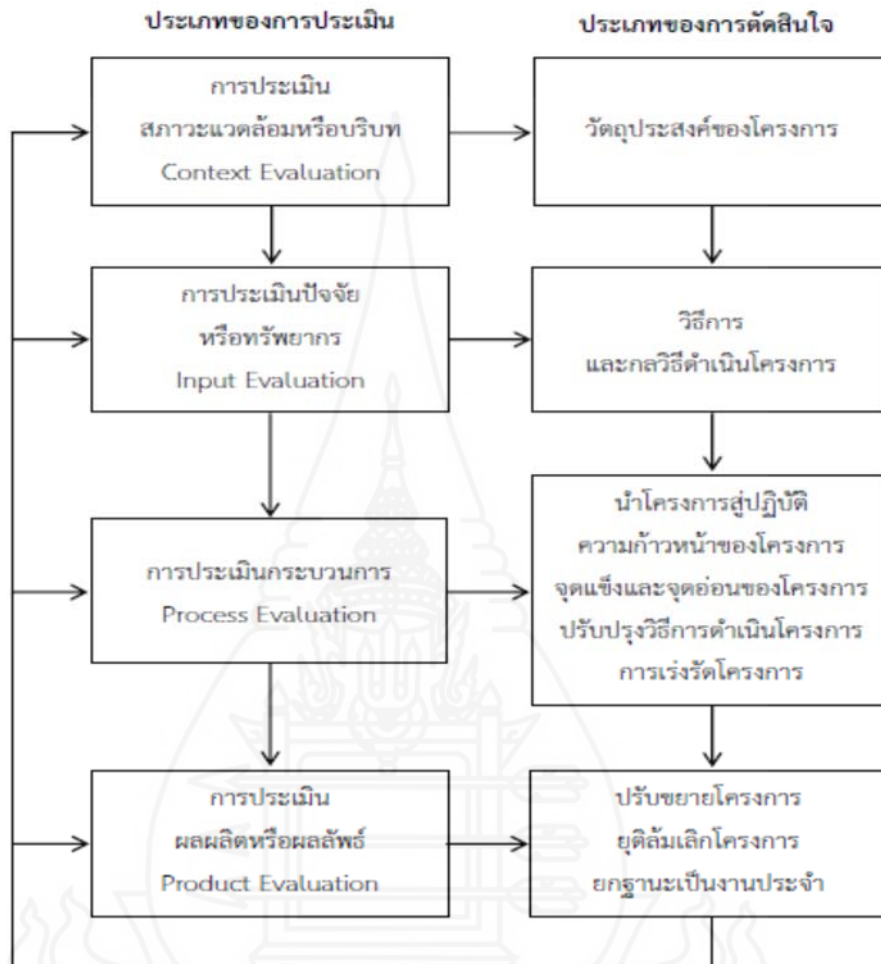 ประเภทของการประเมิน
ประเภทของการตัดสินใจ
การประเมิน
สภาวะแวดล้อมหรือบริบท
Context Evaluation
วัตถุประสงค์ของโครงการ
การประเมินปัจจัย
หรือทรัพยากร
Input Evaluation
วิธีการ
และกลวิธีดำเนินโครงการ
การประเมินกระบวนการ
Process Evaluation
นำโครงการสู่ปฏิบัติ
ความก้าวหน้าของโครงการ
จุดแข็งและจุดอ่อนของโครงการ
ปรับปรุงวิธีการดำเนินโครงการ
การเร่งรัดโครงการ
การประเมิน
ผลผลิตหรือผลลัพธ์
Product Evaluation
ปรับขยายโครงการ
ยุติล้มเลิกโครงการ
ยกฐานะเป็นงานประจำ